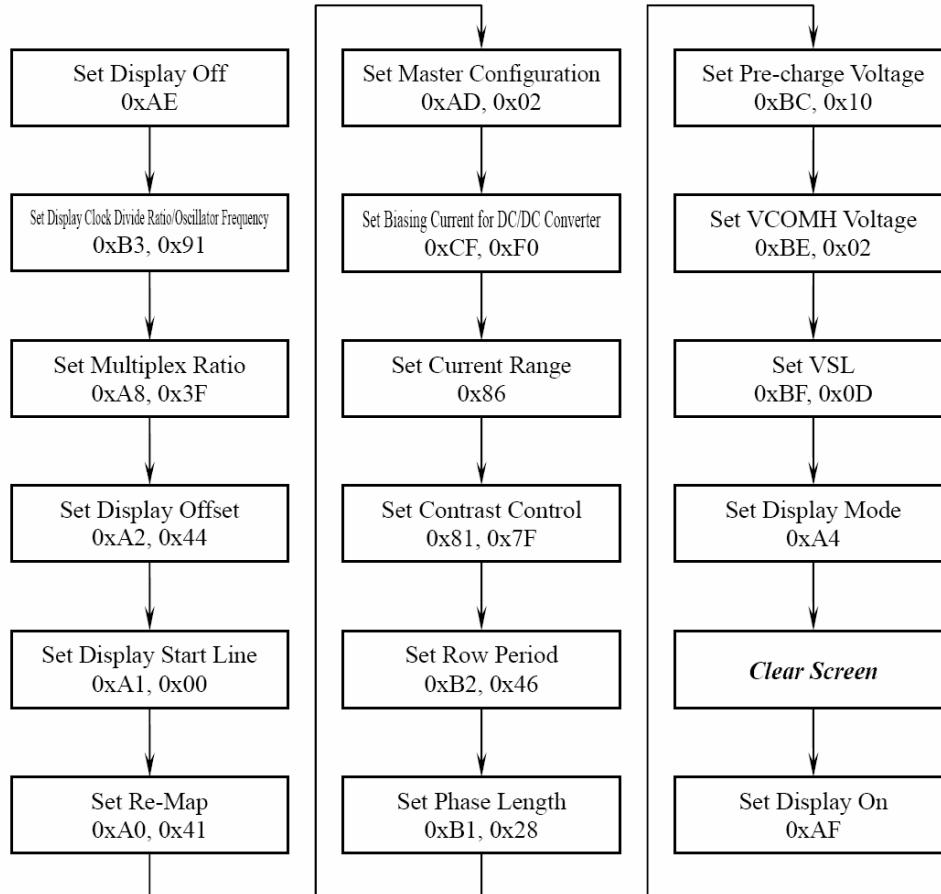 Set Display Off
0xAE
Set Display Clock Divide Ratio/Oscillator Frequency
0xB3, 0x91
Set Multiplex Ratio
0xA8, 0x3F
Set Display Offset
0xA2, 0x44
Set Display Start Line
0xA1, 0x00
Set Re-Map
0xA0, 0x41
Set Master Configuration
0xAD, 0x02
Set Biasing Current for DC/DC Converter
0xCF, 0xF0
Set Current Range
0x86
Set Contrast Control
0x81, 0x7F
Set Row Period
0xB2, 0x46
Set Phase Length
0xB1, 0x28
Set Pre-charge Voltage
0xBC, 0x10
Set VCOMH Voltage
0xBE, 0x02
Set VSL
0xBF, 0x0D
Set Display Mode
0xA4
Clear Screen
Set Display On
0xAF